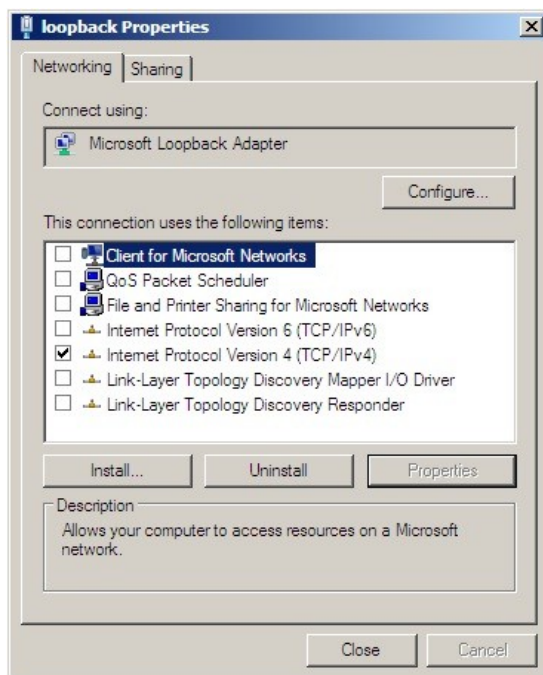 loopback Properties
Networking
Sharing
Connect using:
Microsoft Loopback Adapter
Configure...
This connection uses the following items:
Client for Microsoft Networks
QoS Packet Scheduler
File and Printer Sharing for Microsoft Networks
Internet Protocol Version 6 (TCP/IPv6)
Internet Protocol Version 4 (TCP/IPv4)
Link-Layer Topology Discovery Mapper I/O Driver
Link-Layer Topology Discovery Responder
Install...
Uninstall
Properties
Description
Allows your computer to access resources on a Microsoft
network.
Close
Cancel